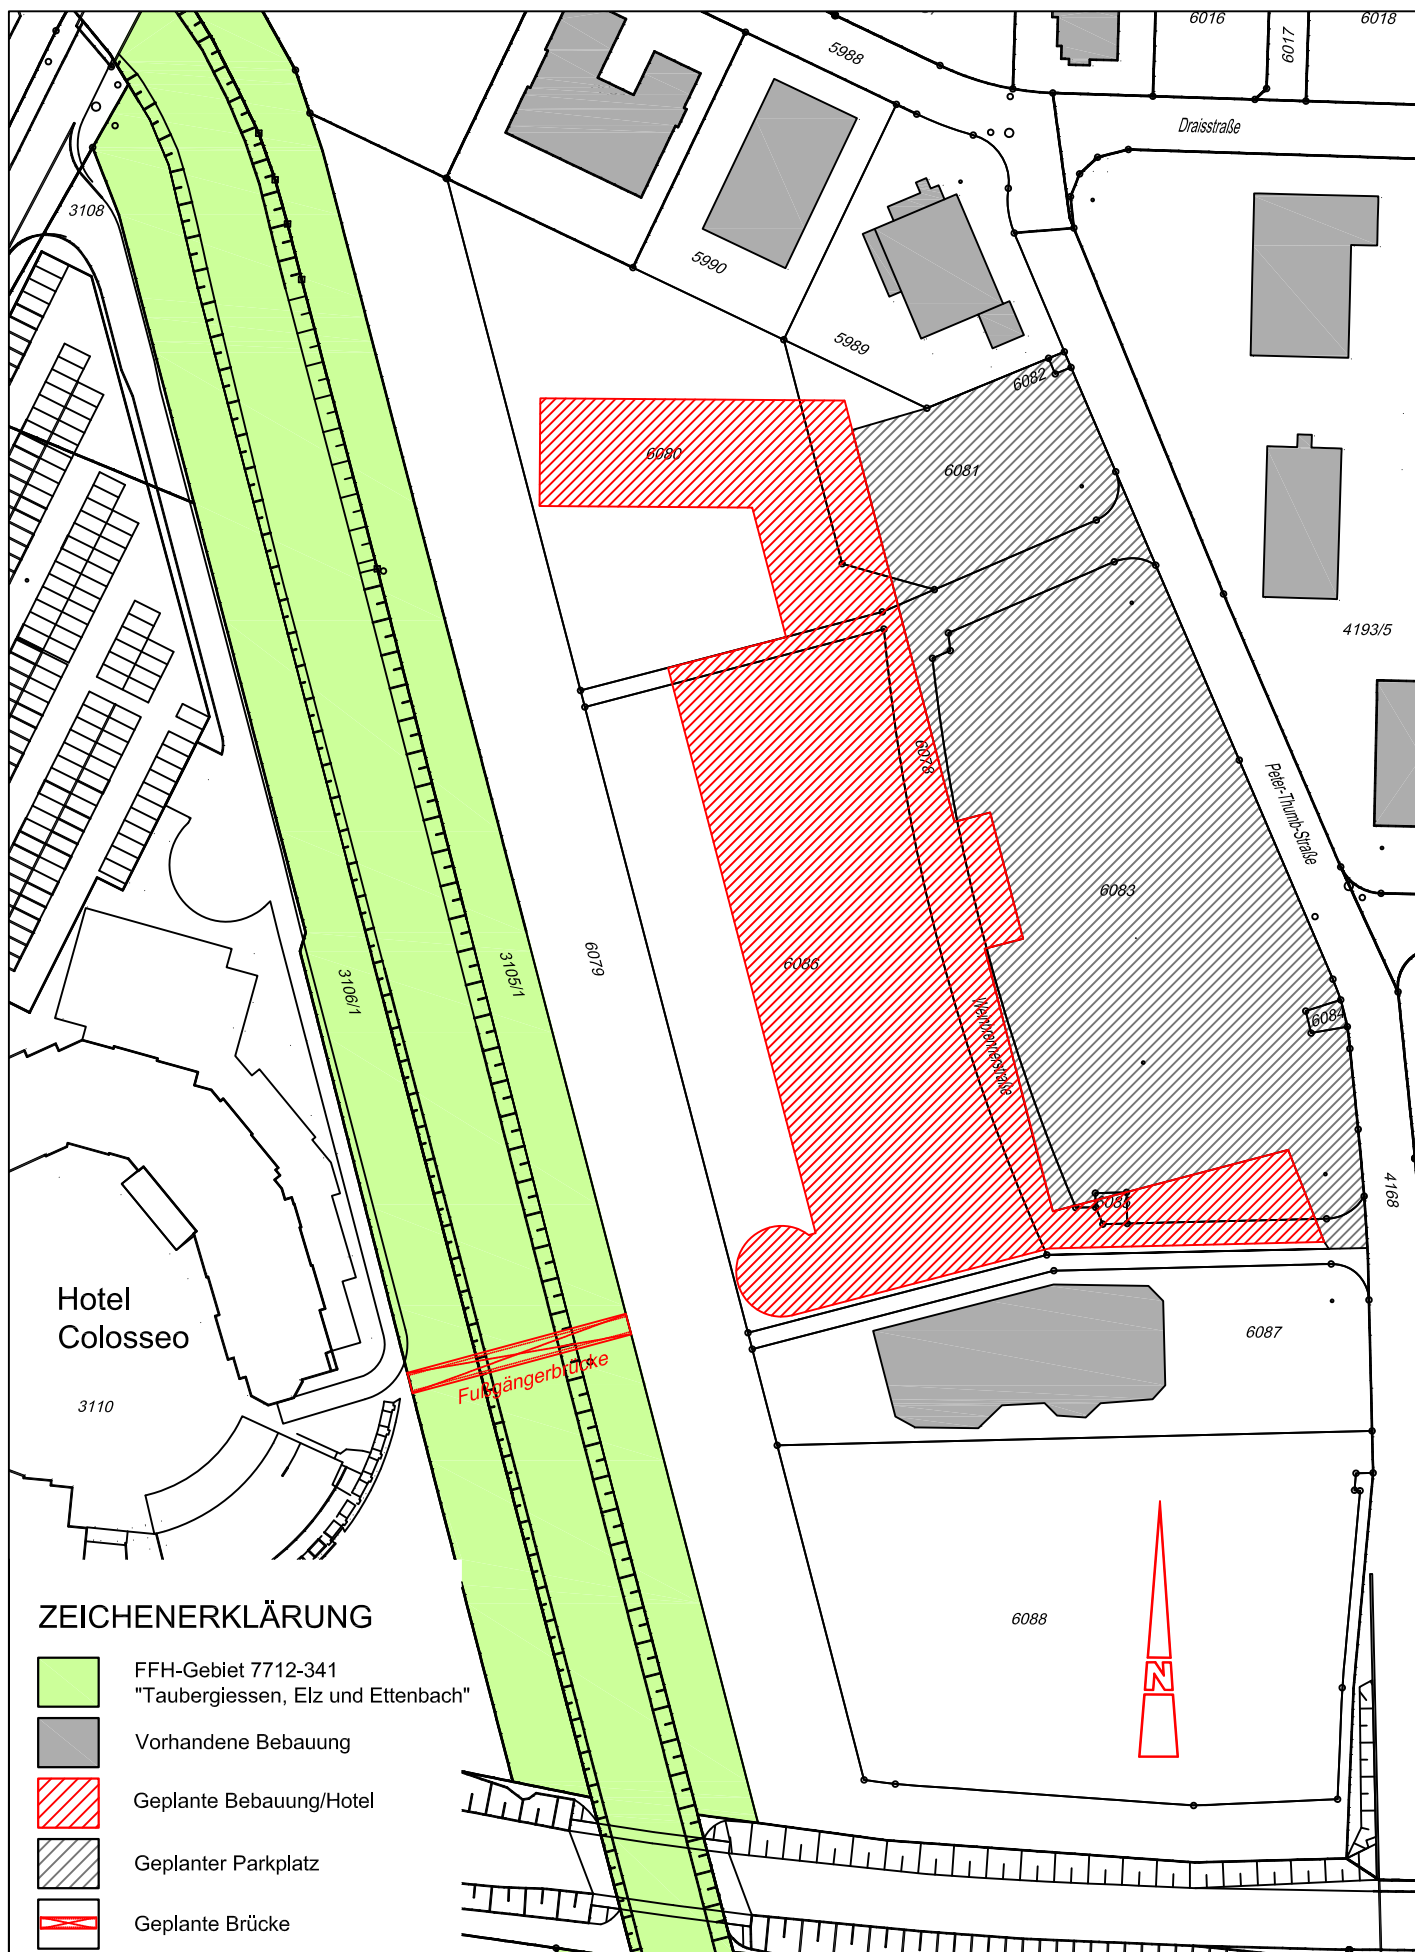 6016
6018
6017
5988
Draisstraße
3108
5990
5989
6082
6080
6081
4193/5
6078
Peter-Thumb-Straße
6083
6079
3105/1
3106/1
6086
6084
Weinbrennerstraße
6085
4168
Hotel
Colosseo
6087
Fußgängerbrücke
3110
6088
N
ZEICHENERKLÄRUNG
FFH-Gebiet 7712-341
"Taubergiessen, Elz und Ettenbach"
Vorhandene Bebauung
Geplante Bebauung/Hotel
Geplanter Parkplatz
Geplante Brücke